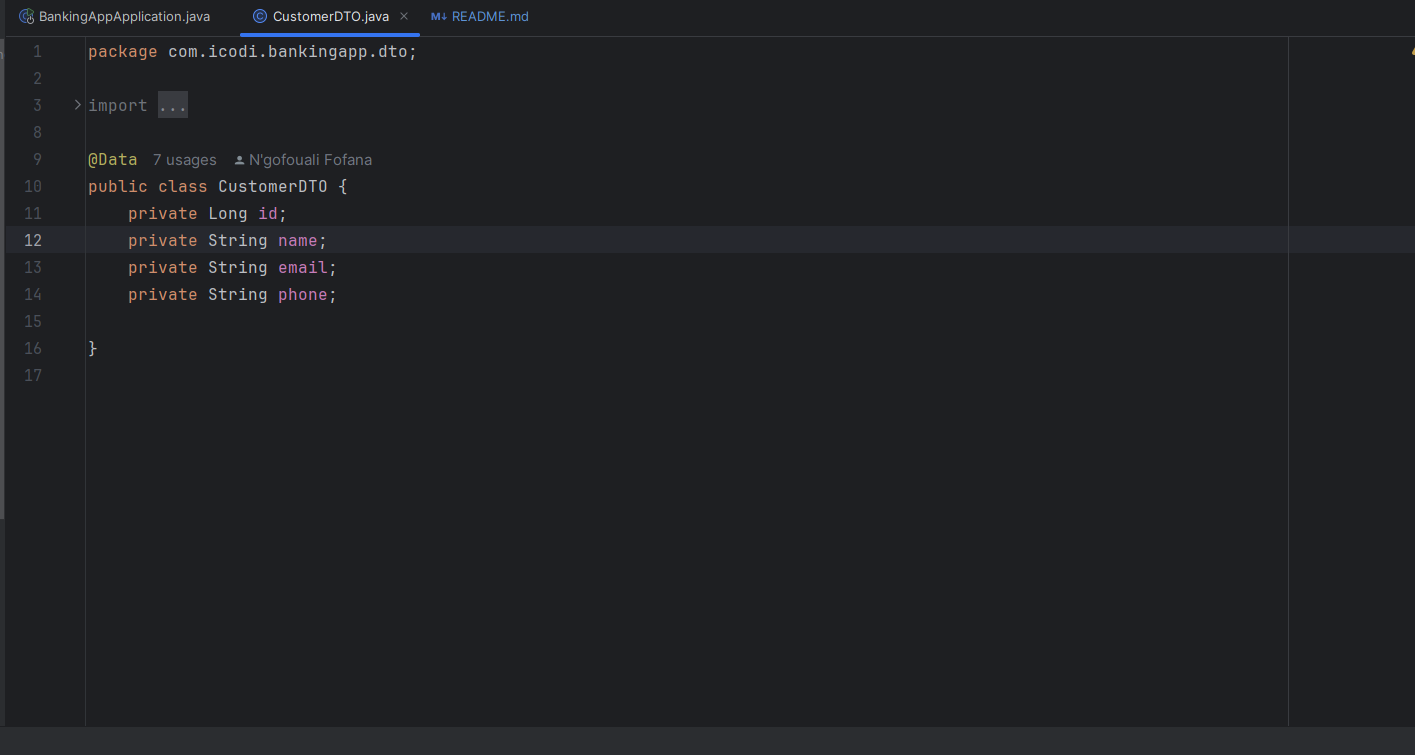 BankingAppApplication.java CustomerDTO.java README.md
1 package com.icodi.bankingapp.dto;
2
3 import ...
8
9 @Data 7 usages N'gofouali Fofana
10 public class CustomerDTO {
11 private Long id;
12 private String name;
13 private String email;
14 private String phone;
15
16 }
17